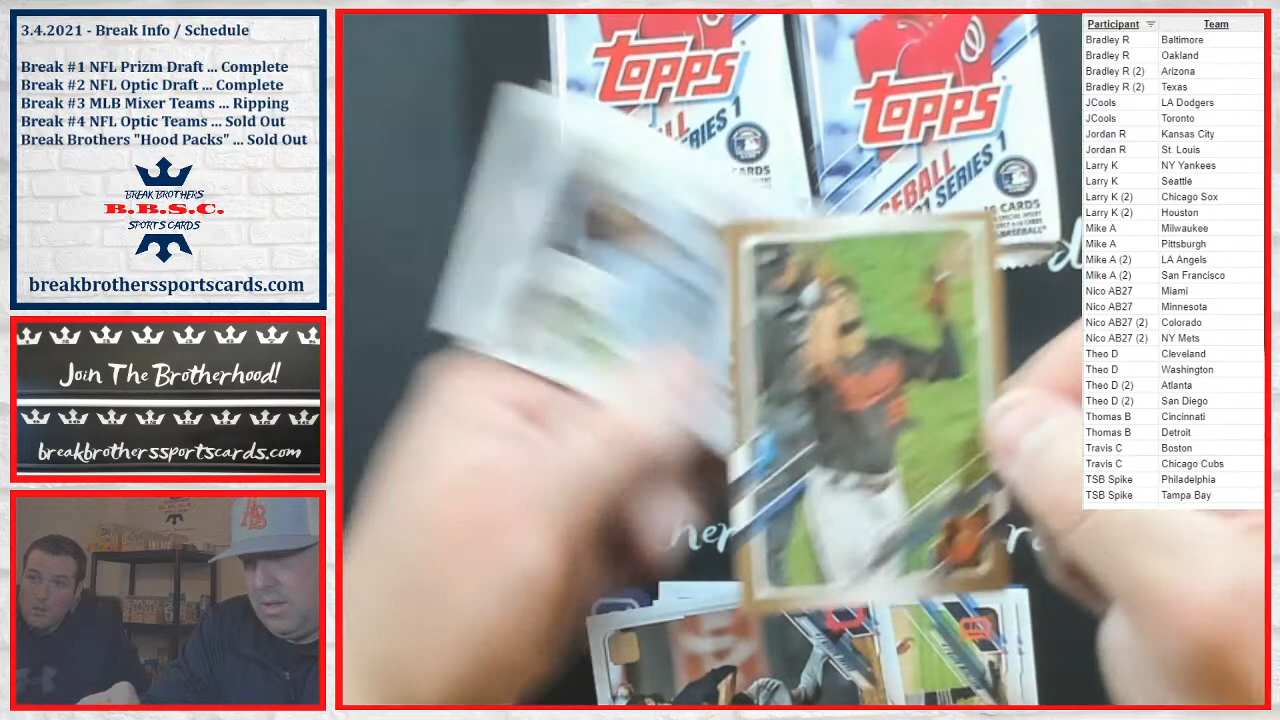 3.4.2021 - Break Info / Schedule
Break #1 NFL Prizm Draft ... Complete
Break #2 NFL Optic Draft ... Complete
Break #3 MLB Mixer Teams ... Ripping
Break #4 NFL Optic Teams ... Sold Out
Break Brothers "Hood Packs" ... Sold Out
BREAK BROTHERS
B.B.S.C.
SPORTS CARDS
breakbrotherssportscards.com
Join The Brotherhood!
breakbrotherssportscards.com
TOPPS
SERIES 1
CARDS
TOPPS
BASEBALL
SERIES 1
CARDS
BASEBALL
Participant Team
Bradley R Baltimore
Bradley R Oakland
Bradley R (2) Arizona
Bradley R (2) Texas
JCools LA Dodgers
JCools Toronto
Jordan R Kansas City
Jordan R St. Louis
Larry K NY Yankees
Larry K Seattle
Larry K (2) Chicago Sox
Larry K (2) Houston
Mike A Milwaukee
Mike A Pittsburgh
Mike A (2) LA Angels
Mike A (2) San Francisco
Nico AB27 Miami
Nico AB27 Minnesota
Nico AB27 (2) Colorado
Nico AB27 (2) NY Mets
Theo D Cleveland
Theo D Washington
Theo D (2) Atlanta
Theo D (2) San Diego
Thomas B Cincinnati
Thomas B Detroit
Travis C Boston
Travis C Chicago Cubs
TSB Spike Philadelphia
TSB Spike Tampa Bay